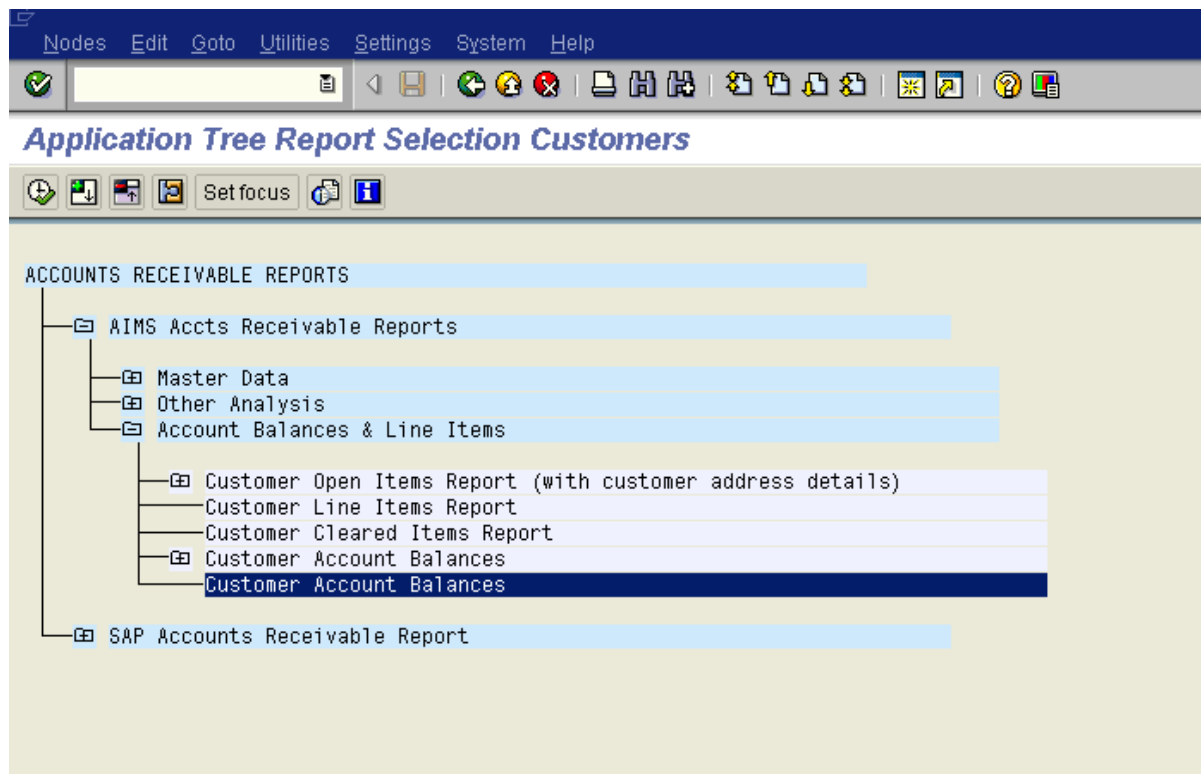 Nodes Edit Goto Utilities Settings System Help
Application Tree Report Selection Customers
Set focus
ACCOUNTS RECEIVABLE REPORTS
AIMS Accts Receivable Reports
Master Data
Other Analysis
Account Balances & Line Items
Customer Open Items Report (with customer address details)
Customer Line Items Report
Customer Cleared Items Report
Customer Account Balances
Customer Account Balances
SAP Accounts Receivable Report